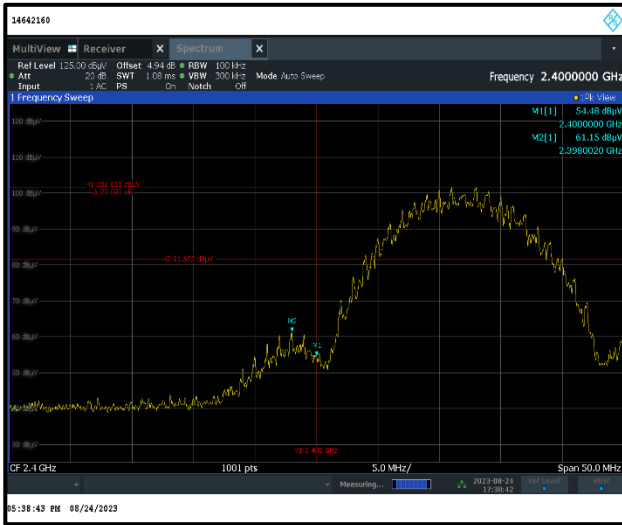 14642160
MultiView Receiver X Spectrum X
Ref Level 125.00 dBµV Offset 4.94 dB RBW 100 kHz
Att 20 dB SWT 1.08 ms VBW 300 kHz Mode Auto Sweep Frequency 2.4000000 GHz
Input 1 AC PS On Notch Off
1 Frequency Sweep 1Pk View
M1[1] 54.48 dBµV
2.4000000 GHz
M2[1] 61.15 dBµV
2.3980020 GHz
120 dBµV
110 dBµV
100 dBµV
90 dBµV
80 dBµV
70 dBµV
M2
60 dBµV
M1
50 dBµV
40 dBµV
30 dBµV
V1 2.400 GHz
CF 2.4 GHz 1001 pts 5.0 MHz/ Span 50.0 MHz
Measuring... 2023-08-24 Ref Level RBW
17:38:42
05:38:43 PM 08/24/2023